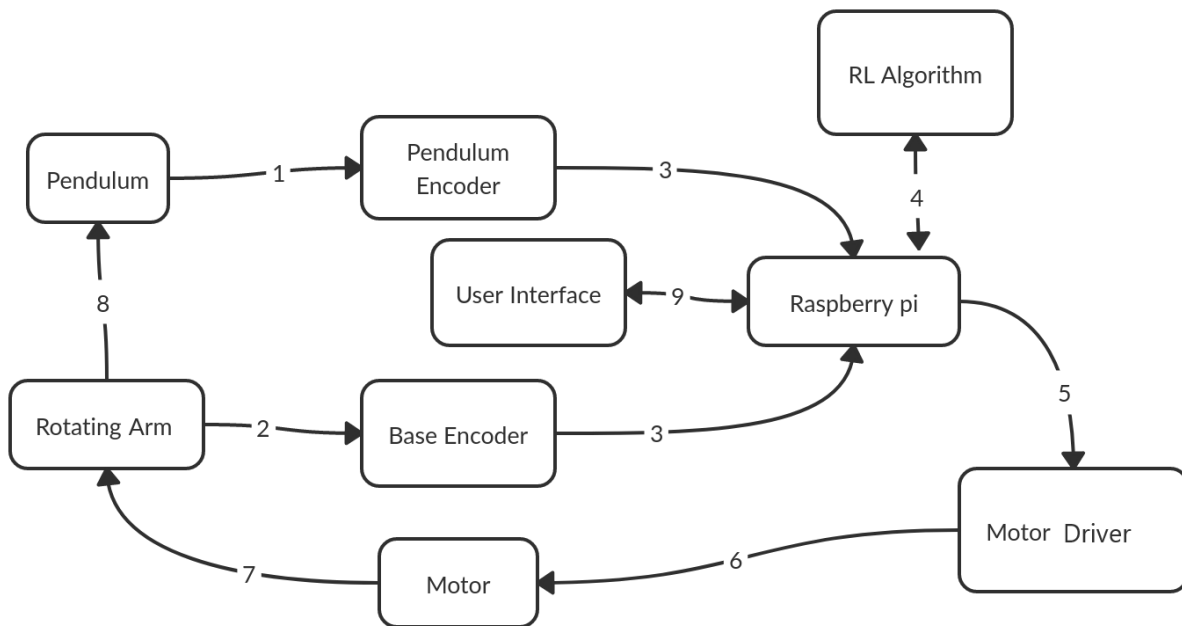 RL Algorithm
Pendulum
Encoder
Pendulum
1
3
4
8
User Interface
9
Raspberry pi
Rotating Arm
2
Base Encoder
3
5
Motor Driver
7
Motor
6